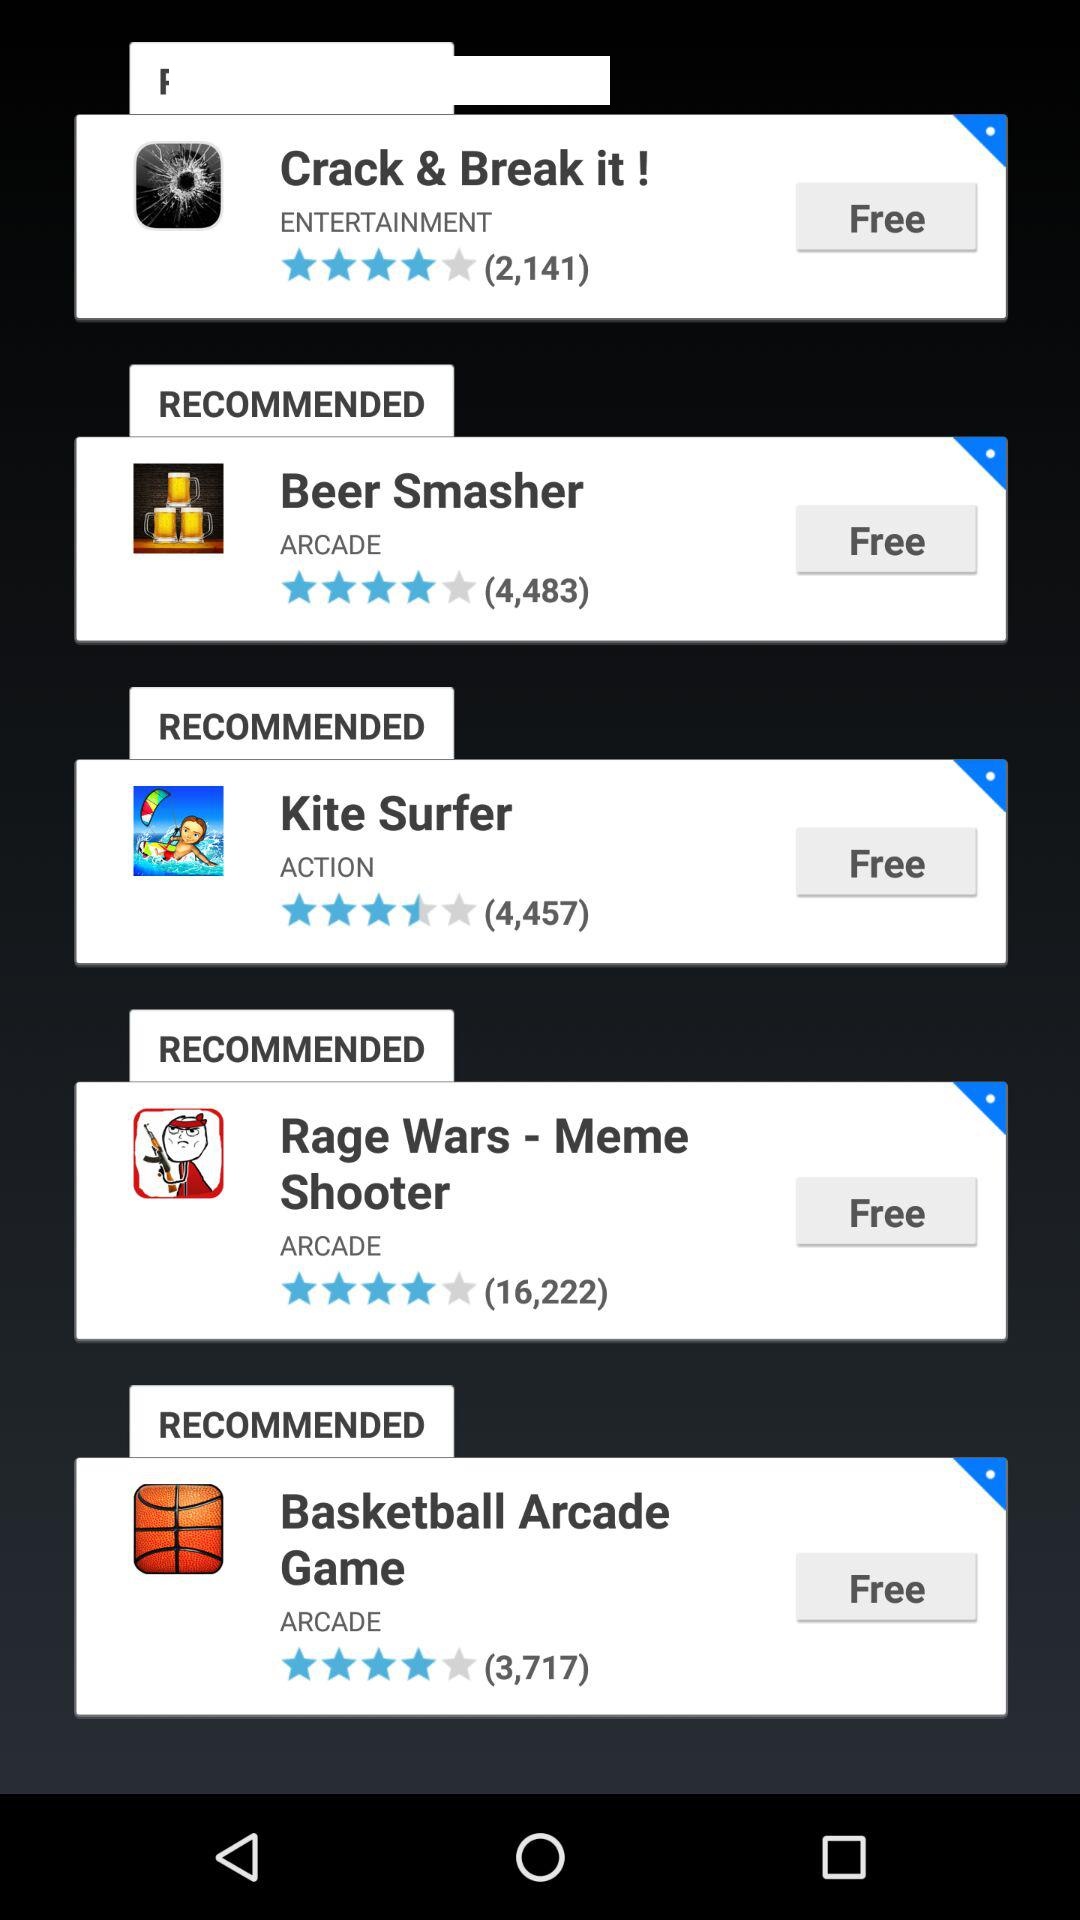 Crack & Break it !
ENTERTAINMENT
(2,141)
Free
RECOMMENDED
Beer Smasher
ARCADE
(4,483)
Free
RECOMMENDED
Kite Surfer
ACTION
(4,457)
Free
RECOMMENDED
Rage Wars - Meme
Shooter
ARCADE
(16,222)
Free
RECOMMENDED
Basketball Arcade
Game
ARCADE
(3,717)
Free